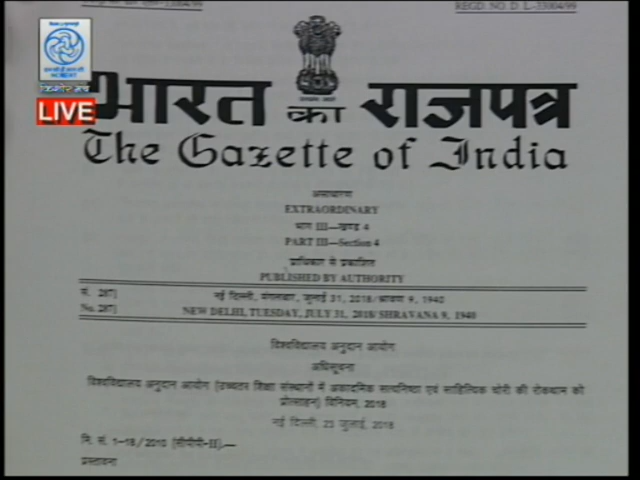 REGD. NO. D. L.-33004/99
LIVE
भारत का राजपत्र
The Gazette of India
असाधारण
EXTRAORDINARY
भाग III—खण्ड 4
PART III—Section 4
प्राधिकार से प्रकाशित
PUBLISHED BY AUTHORITY
सं. 287]
नई दिल्ली, मंगलवार, जुलाई 31, 2018/श्रावण 9, 1940
No. 287]
NEW DELHI, TUESDAY, JULY 31, 2018/ SHRAVANA 9, 1940
विश्वविद्यालय अनुदान आयोग
अधिसूचना
विश्वविद्यालय अनुदान आयोग (उच्चतर शिक्षा संस्थानों में अकादमिक सत्यनिष्ठा एवं साहित्यिक चोरी की रोकथाम को
प्रोत्साहन) विनियम, 2018
नई दिल्ली, 23 जुलाई, 2018
मि. सं. 1-18/2010 (सीपीपी-II).—
प्रस्तावना